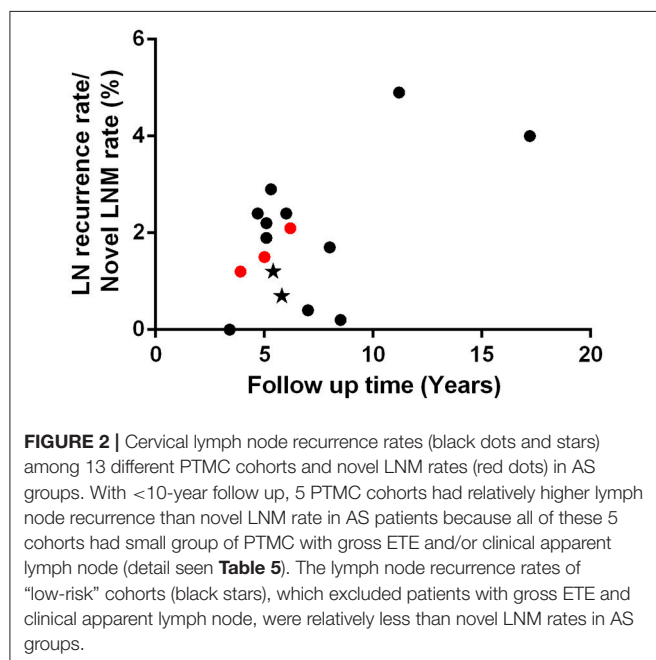 LN recurrence rate/
Novel LNM rate (%)
6
4
2
0
0 5 10 15 20
Follow up time (Years)
FIGURE 2 | Cervical lymph node recurrence rates (black dots and stars)
among 13 different PTMC cohorts and novel LNM rates (red dots) in AS
groups. With <10-year follow up, 5 PTMC cohorts had relatively higher lymph
node recurrence than novel LNM rate in AS patients because all of these 5
cohorts had small group of PTMC with gross ETE and/or clinical apparent
lymph node (detail seen Table 5). The lymph node recurrence rates of
“low-risk” cohorts (black stars), which excluded patients with gross ETE and
clinical apparent lymph node, were relatively less than novel LNM rates in AS
groups.